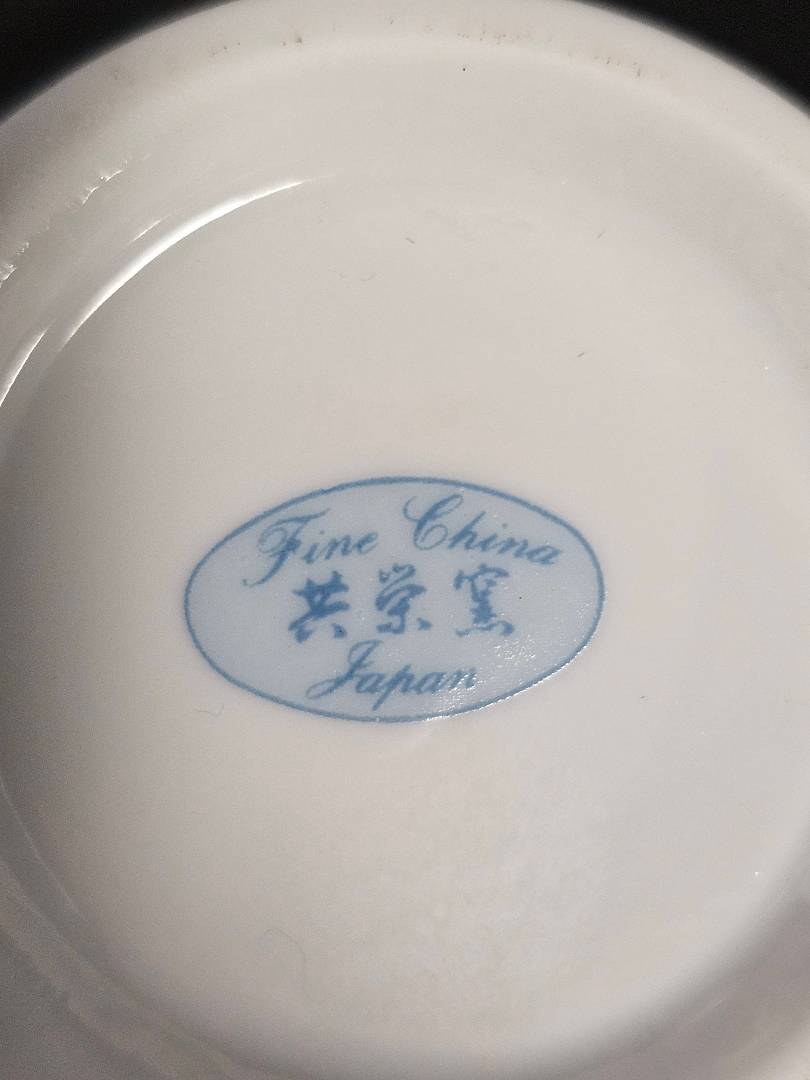 Fine China
共栄窯
Japan